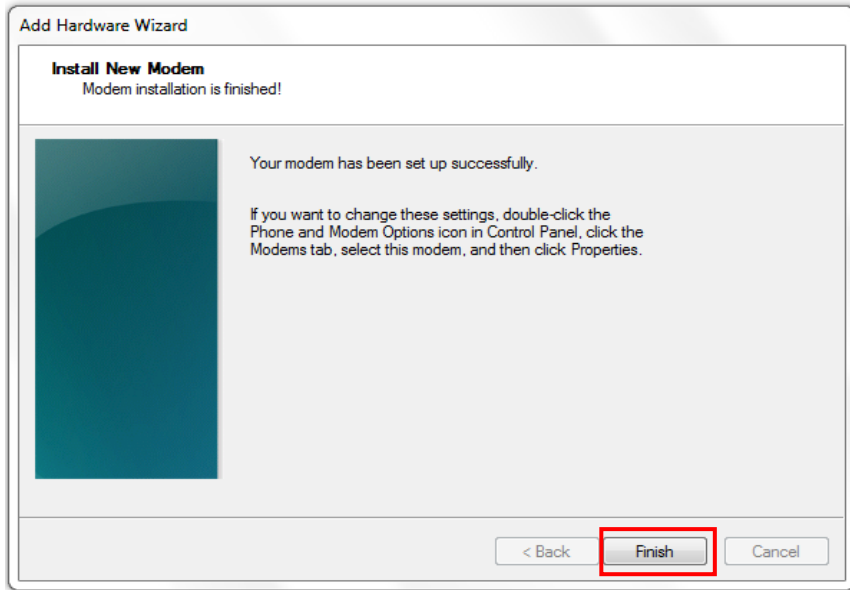 Add Hardware Wizard
Install New Modem
Modem installation is finished!
Your modem has been set up successfully.
If you want to change these settings, double-click the
Phone and Modem Options icon in Control Panel, click the
Modems tab, select this modem, and then click Properties.
< Back Finish Cancel